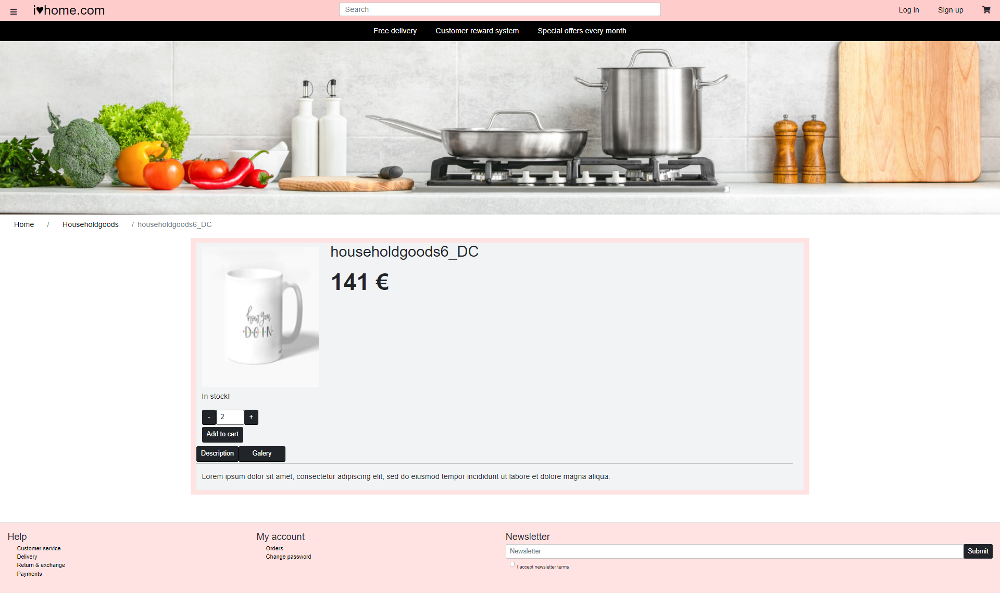 i♥home.com
Search
Log in
Sign up
Free delivery
Customer reward system
Special offers every month
Home / Householdgoods / householdgoods6_DC
how you
DOIN
householdgoods6_DC
141 €
In stock!
- 2 +
Add to cart
Description
Galery
Lorem ipsum dolor sit amet, consectetur adipiscing elit, sed do eiusmod tempor incididunt ut labore et dolore magna aliqua.
Help
Customer service
Delivery
Return & exchange
Payments
My account
Orders
Change password
Newsletter
Newsletter
Submit
I accept newsletter terms